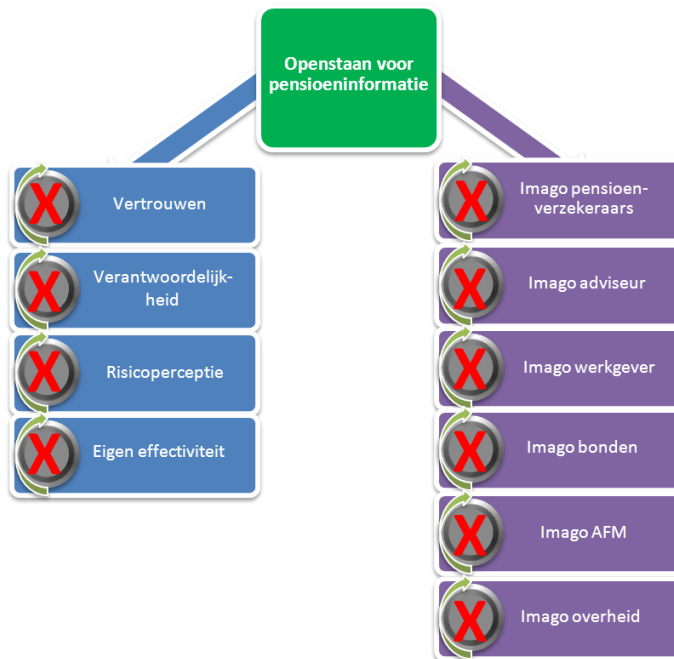 Openstaan voor
pensioeninformatie
X
Vertrouwen
X
Verantwoordelijk-
heid
X
Risicoperceptie
X
Eigen effectiviteit
X
Imago pensioen-
verzekeraars
X
Imago adviseur
X
Imago werkgever
X
Imago bonden
X
Imago AFM
X
Imago overheid